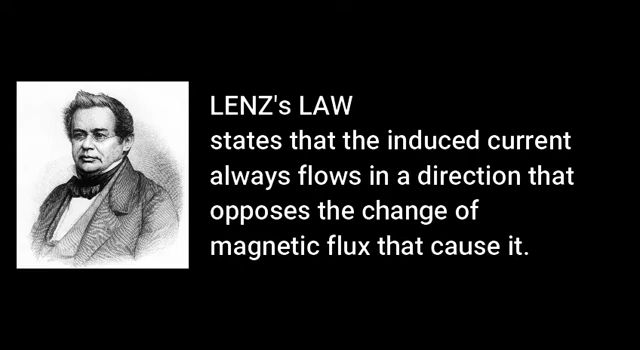 LENZ's LAW
states that the induced current
always flows in a direction that
opposes the change of
magnetic flux that cause it.